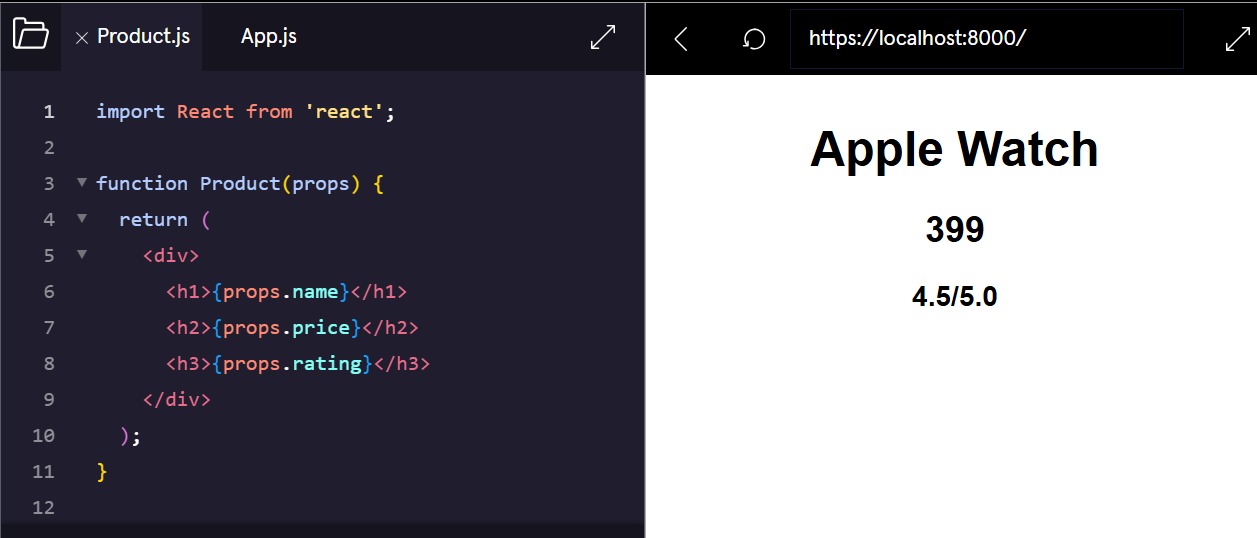 Product.js App.js
https://localhost:8000/
1 import React from 'react';
2
3 function Product(props) {
4 return (
5 <div>
6 <h1>{props.name}</h1>
7 <h2>{props.price}</h2>
8 <h3>{props.rating}</h3>
9 </div>
10 );
11 }
12
Apple Watch
399
4.5/5.0